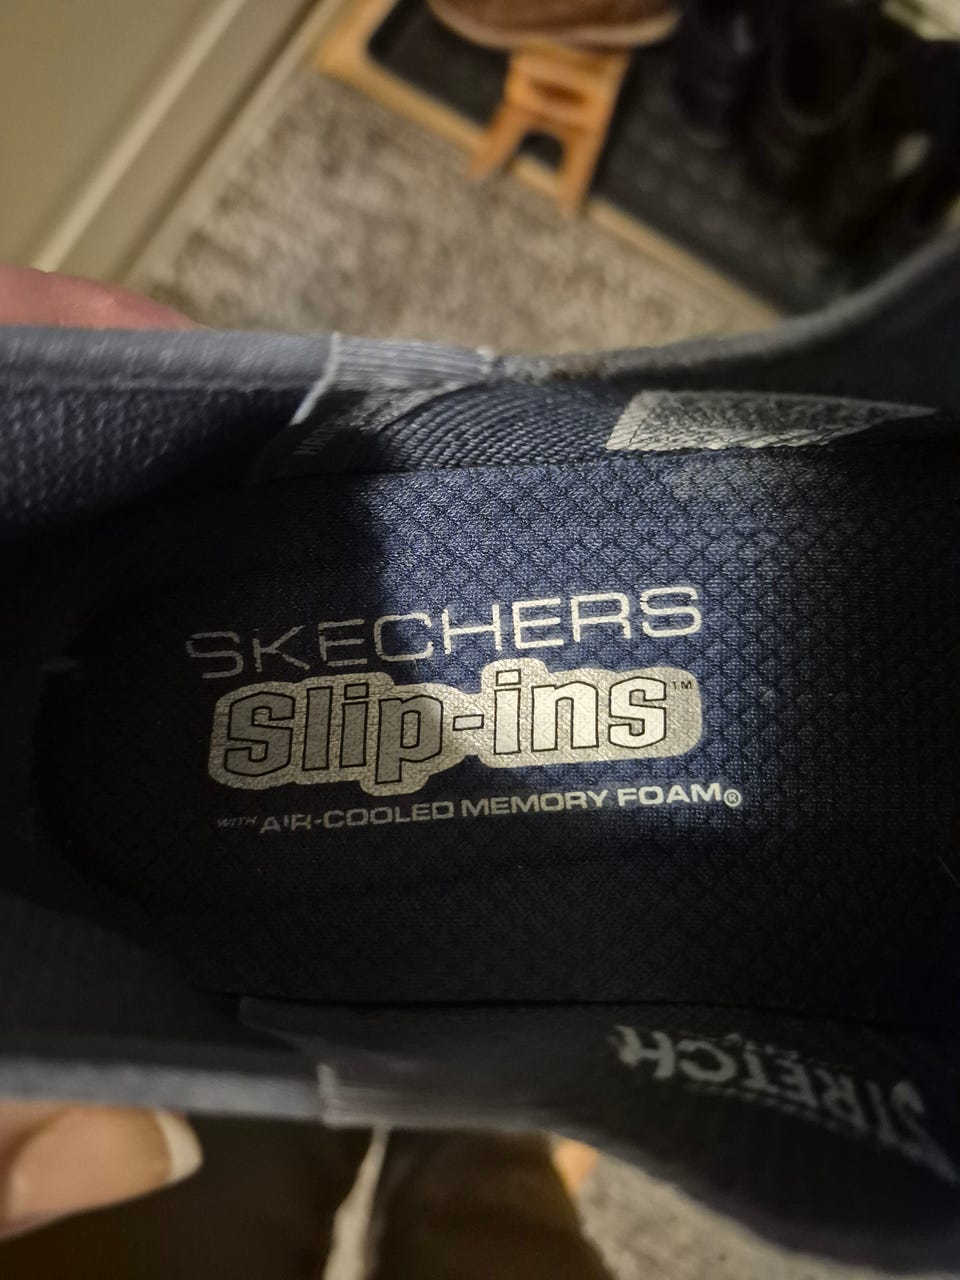 SKECHERS
Slip-ins™
WITH AIR-COOLED MEMORY FOAM®
STRETCH